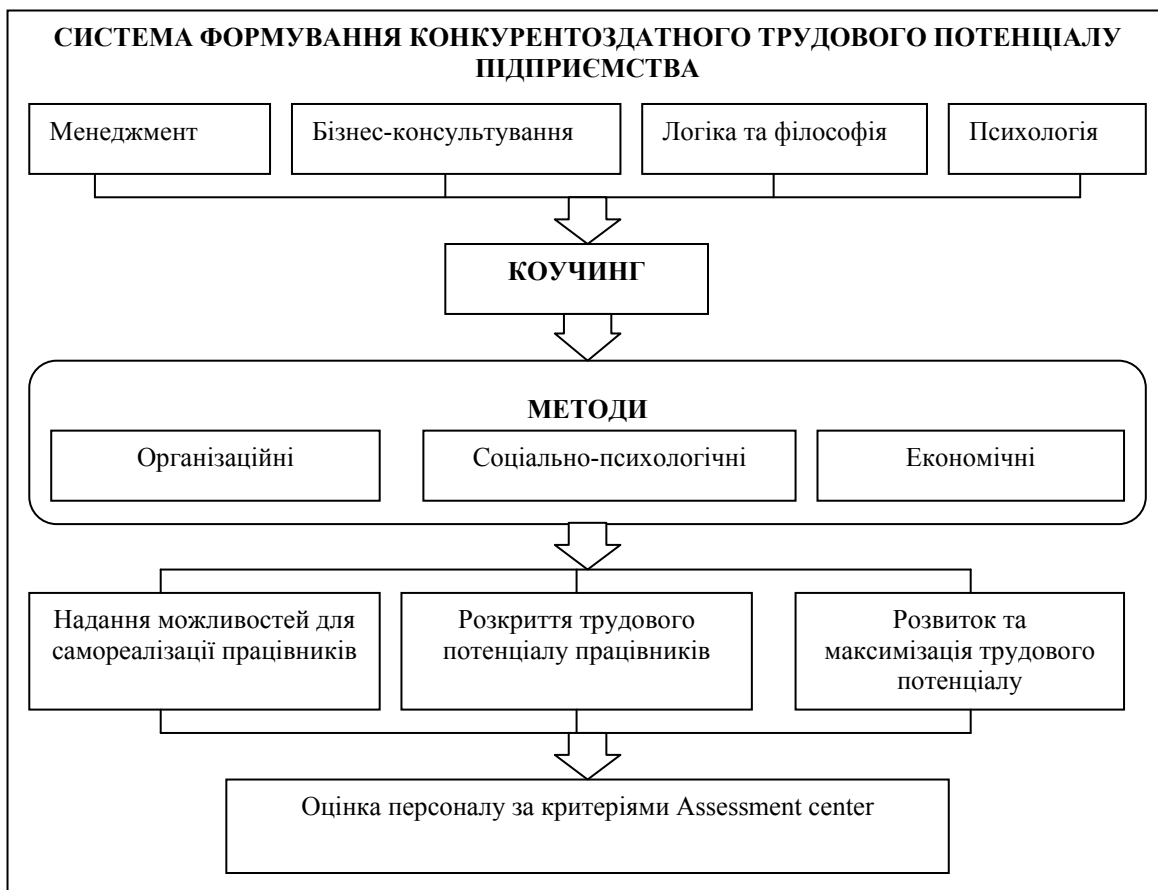 СИСТЕМА ФОРМУВАННЯ КОНКУРЕНТОЗДАТНОГО ТРУДОВОГО ПОТЕНЦІАЛУ
ПІДПРИЄМСТВА
Менеджмент
Бізнес-консультування
Логіка та філософія
Психологія
КОУЧИНГ
МЕТОДИ
Організаційні
Соціально-психологічні
Економічні
Надання можливостей для
самореалізації працівників
Розкриття трудового
потенціалу працівників
Розвиток та
максимізація трудового
потенціалу
Оцінка персоналу за критеріями Assessment center